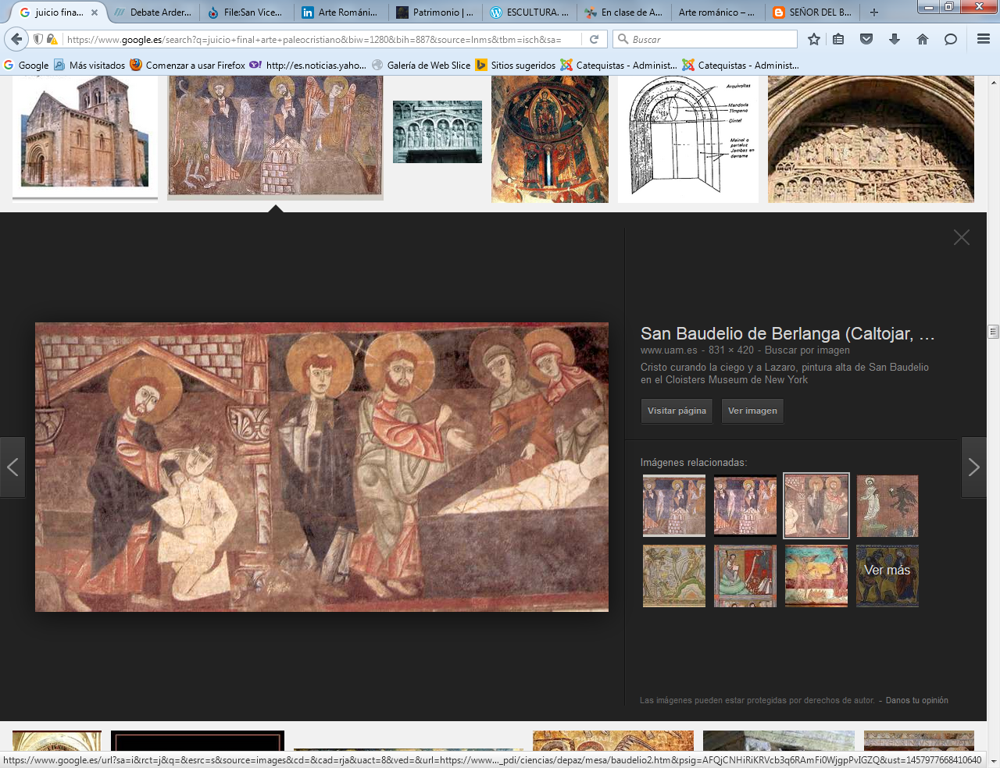 juicio fina...
Debate Arder...
File:San Vice...
Arte Románi...
Patrimonio | ...
ESCULTURA. ...
En clase de A...
Arte románico – ...
SEÑOR DEL B...
https://www.google.es/search?q=juicio+final+arte+paleocristiano&biw=1280&bih=887&source=lnms&tbm=isch&sa=
Buscar
Google
Más visitados
Comenzar a usar Firefox
http://es.noticias.yaho...
Galería de Web Slice
Sitios sugeridos
Catequistas - Administ...
Catequistas - Administ...
Arquivoltas
Mandorla
Tímpano
Dintel
Mainel o
parteluz
Jambas en
derrame
San Baudelio de Berlanga (Caltojar, ...
www.uam.es - 831 × 420 - Buscar por imagen
Cristo curando la ciego y a Lazaro, pintura alta de San Baudelio
en el Cloisters Museum de New York
Visitar página
Ver imagen
Imágenes relacionadas:
Ver más
Las imágenes pueden estar protegidas por derechos de autor. - Danos tu opinión
https://www.google.es/url?sa=i&rct=j&q=&esrc=s&source=images&cd=&cad=rja&uact=8&ved=&url=https://www..._pdi/ciencias/depaz/mesa/baudelio2.htm&psig=AFQjCNHiRiKRVcb3q6RAmFi0WjgpPvIGZQ&ust=1457977668410640